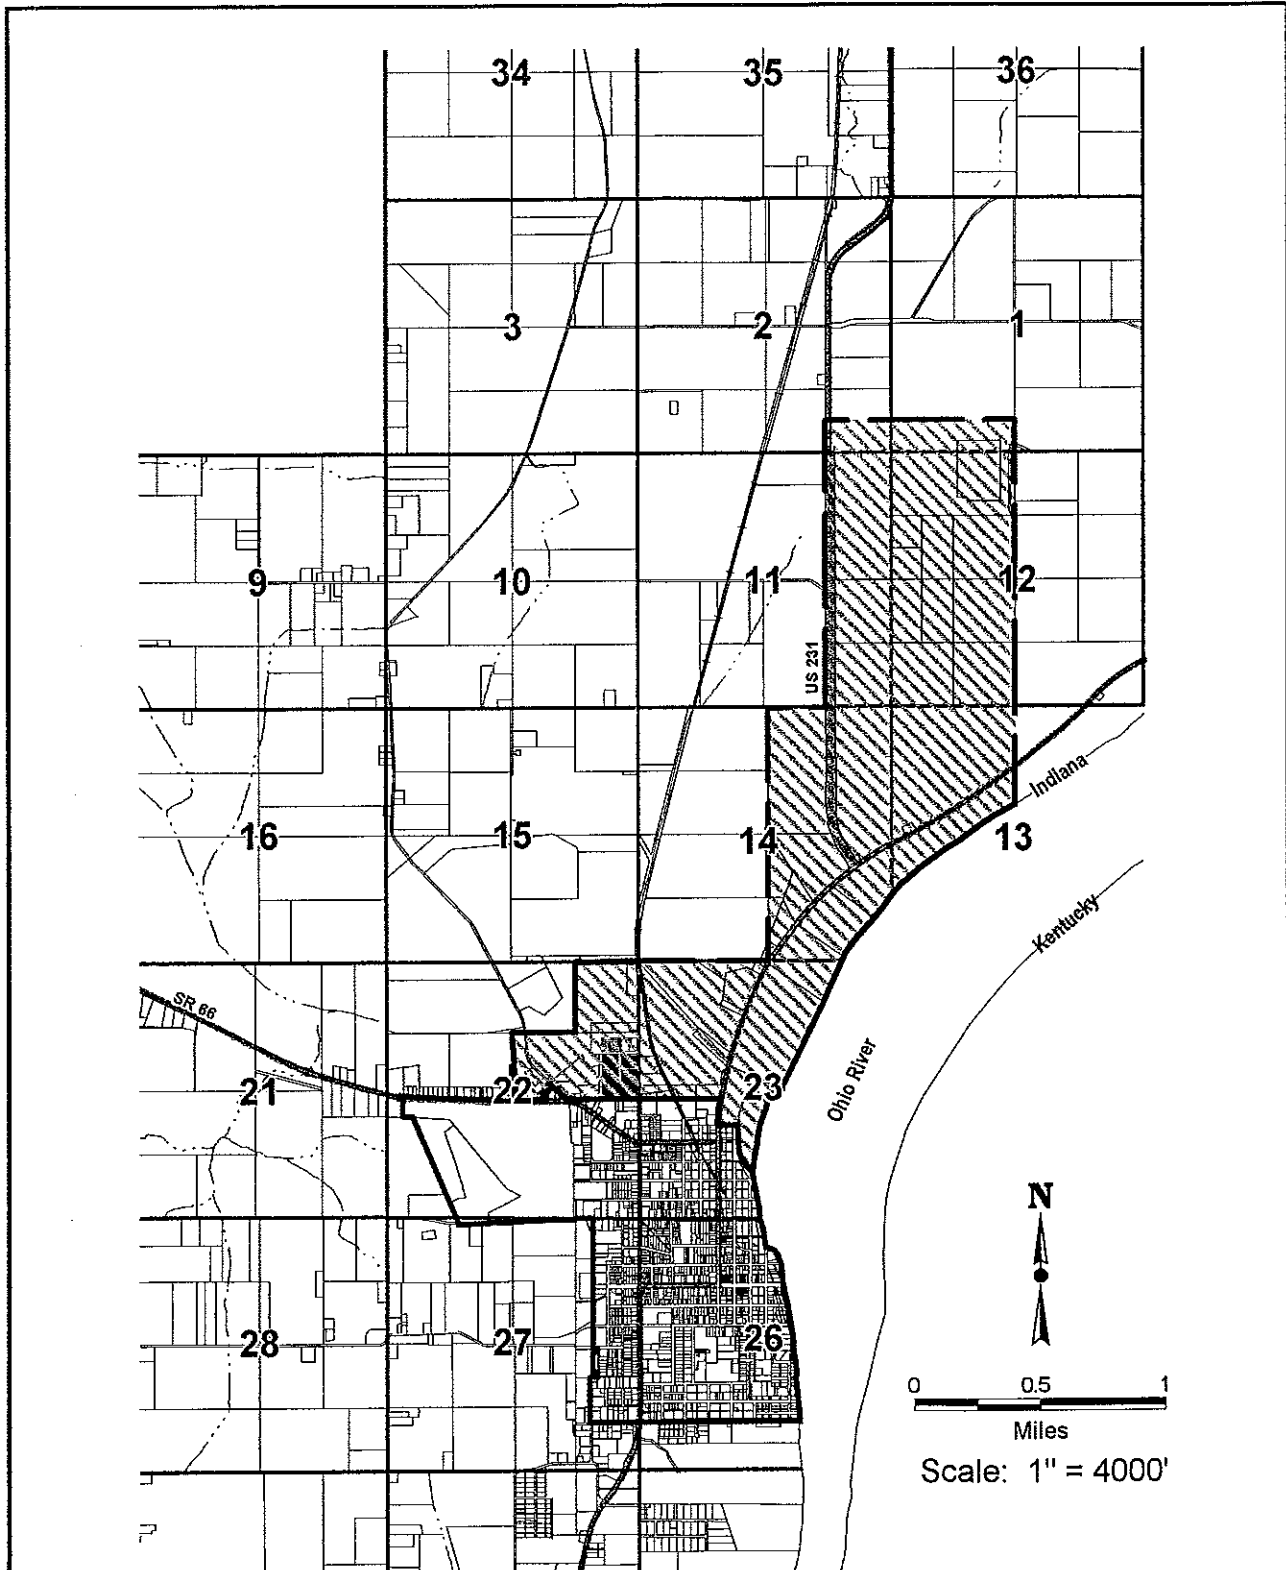 34 35 36
3 2 1
9 10 11 12
US 231
Indiana
16 15 14 13
Kentucky
SR 66
Ohio River
21 22 23
N
28 27 26
0 0.5 1
Miles
Scale: 1" = 4000'